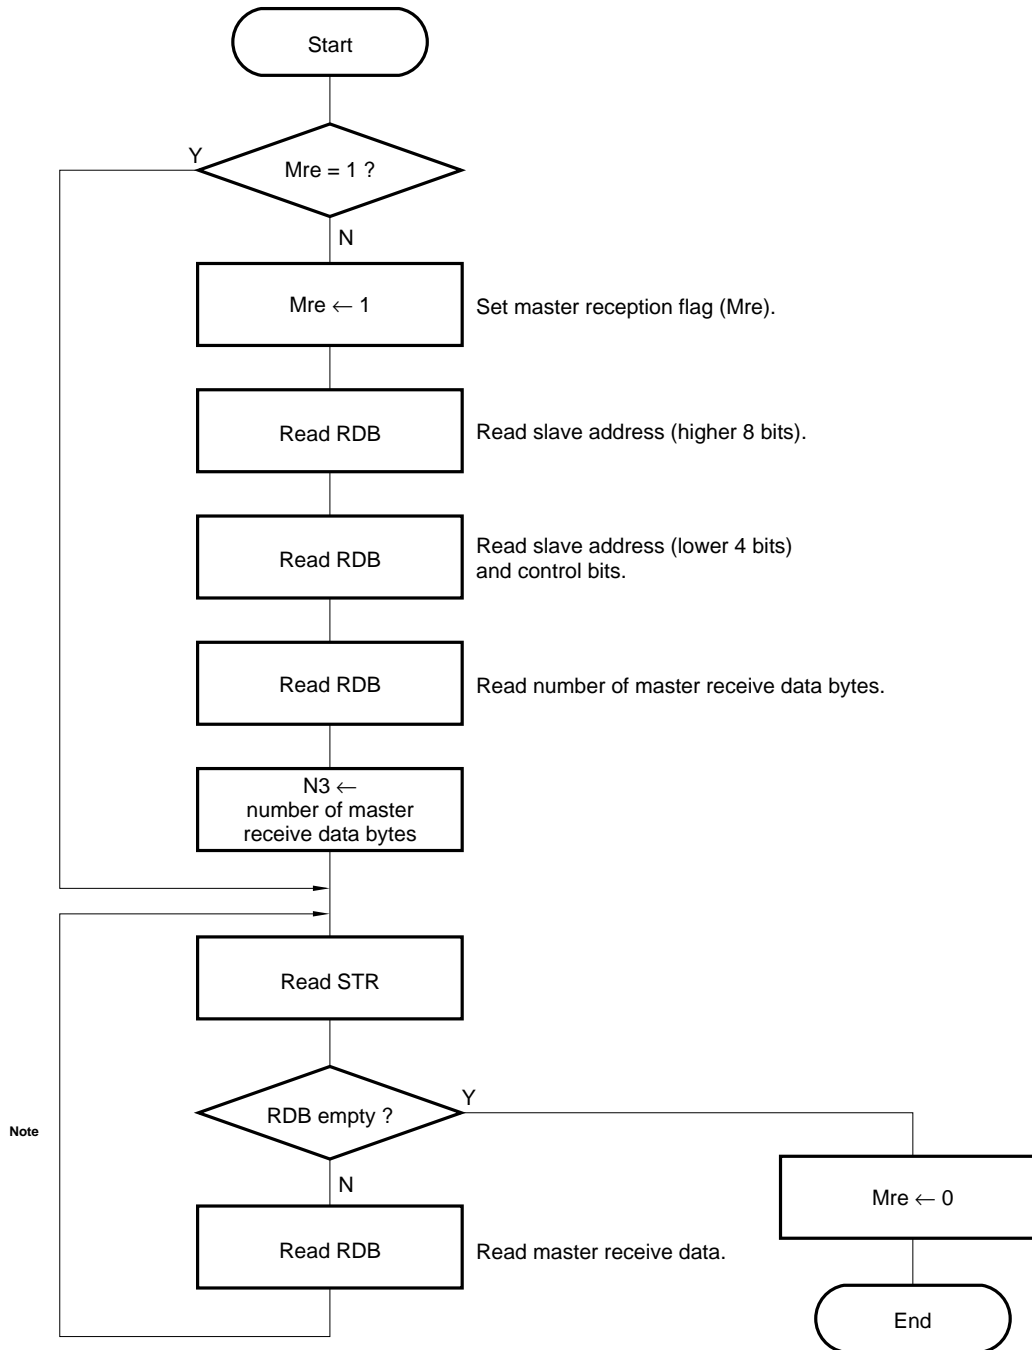 Start
Y
Mre = 1 ?
N
Mre ← 1
Set master reception flag (Mre).
Read RDB
Read slave address (higher 8 bits).
Read RDB
Read slave address (lower 4 bits)
and control bits.
Read RDB
Read number of master receive data bytes.
N3 ←
number of master
receive data bytes
Read STR
RDB empty ?
Y
Note
N
Mre ← 0
Read RDB
Read master receive data.
End